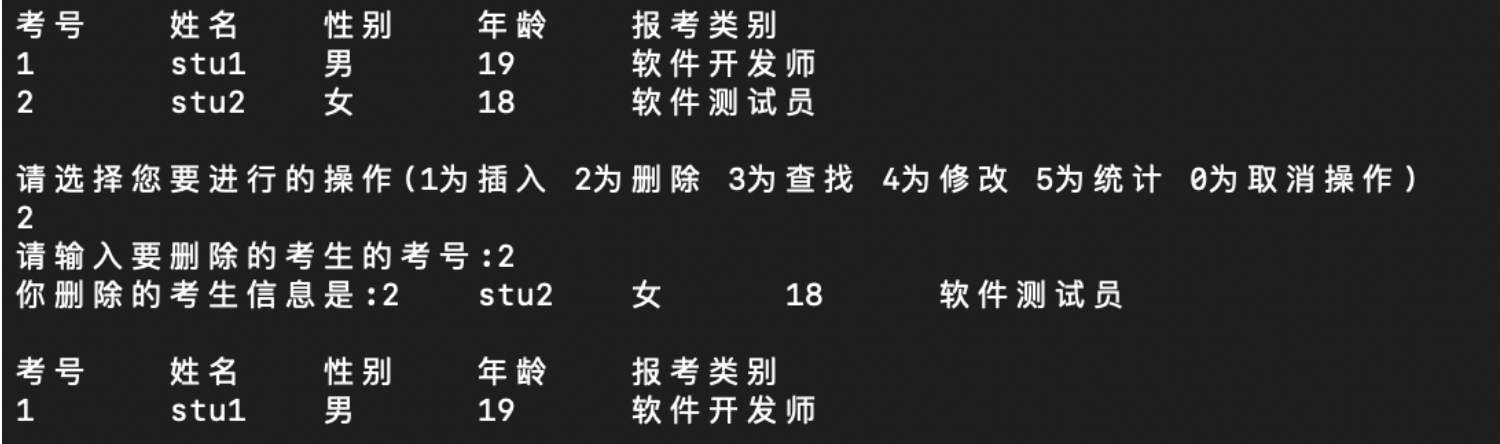 考号 姓名 性别 年龄 报考类别
1 stu1 男 19 软件开发师
2 stu2 女 18 软件测试员
请选择您要进行的操作(1为插入 2为删除 3为查找 4为修改 5为统计 0为取消操作)
2
请输入要删除的考生的考号:2
你删除的考生信息是:2 stu2 女 18 软件测试员
考号 姓名 性别 年龄 报考类别
1 stu1 男 19 软件开发师